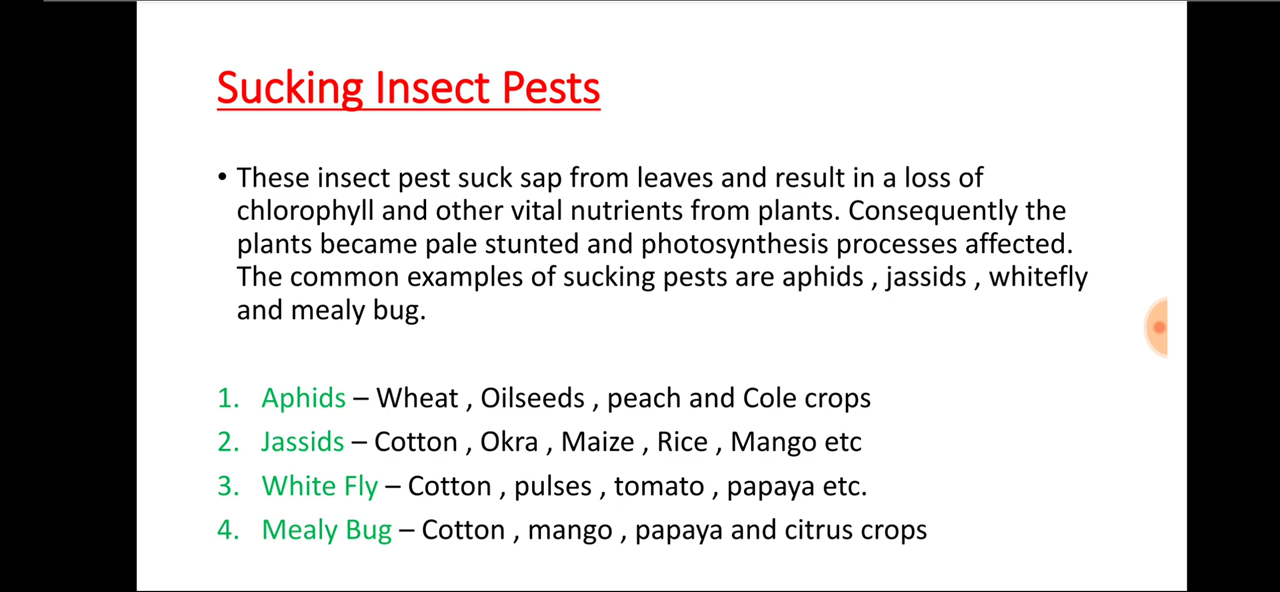 Sucking Insect Pests
• These insect pest suck sap from leaves and result in a loss of
chlorophyll and other vital nutrients from plants. Consequently the
plants became pale stunted and photosynthesis processes affected.
The common examples of sucking pests are aphids , jassids , whitefly
and mealy bug.
1. Aphids – Wheat , Oilseeds , peach and Cole crops
2. Jassids – Cotton , Okra , Maize , Rice , Mango etc
3. White Fly – Cotton , pulses , tomato , papaya etc.
4. Mealy Bug – Cotton , mango , papaya and citrus crops